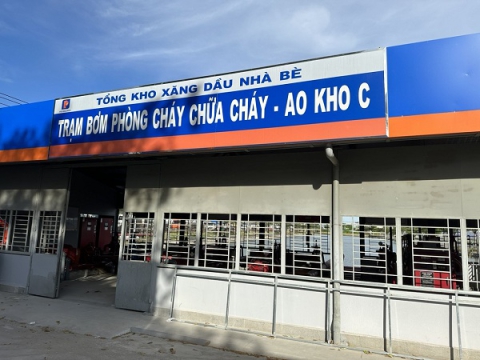 TỔNG KHO XĂNG DẦU NHÀ BÈ
TRẠM BƠM PHÒNG CHÁY CHỮA CHÁY - AO KHO C